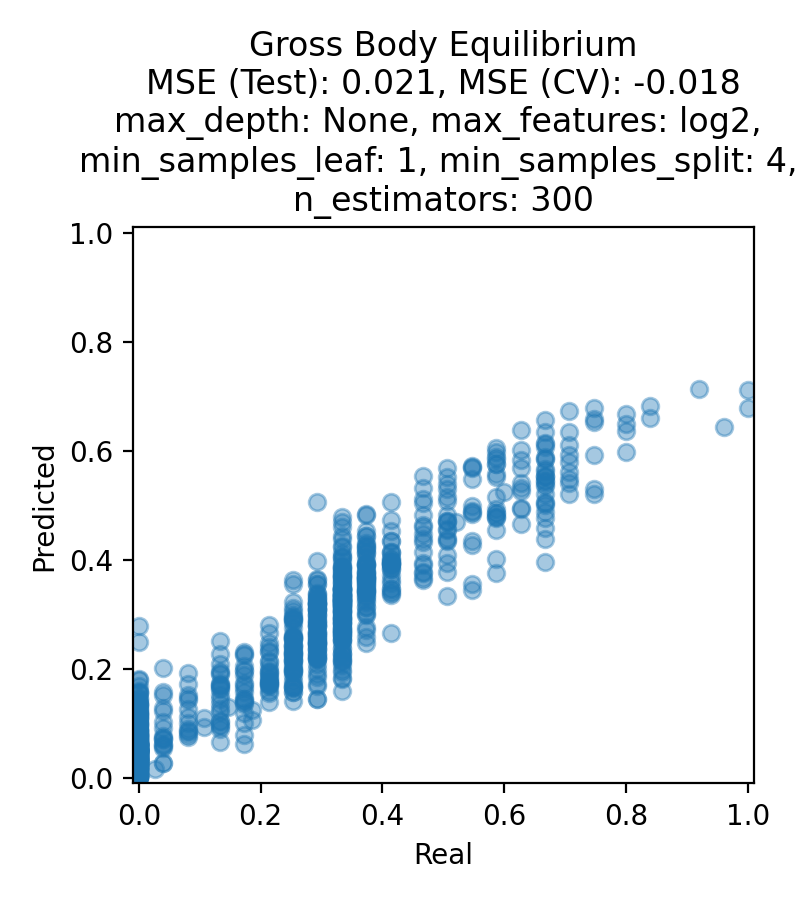 Gross Body Equilibrium
MSE (Test): 0.021, MSE (CV): -0.018
max_depth: None, max_features: log2,
min_samples_leaf: 1, min_samples_split: 4,
n_estimators: 300
1.0
0.8
0.6
0.4
0.2
0.0
Predicted
0.0 0.2 0.4 0.6 0.8 1.0
Real